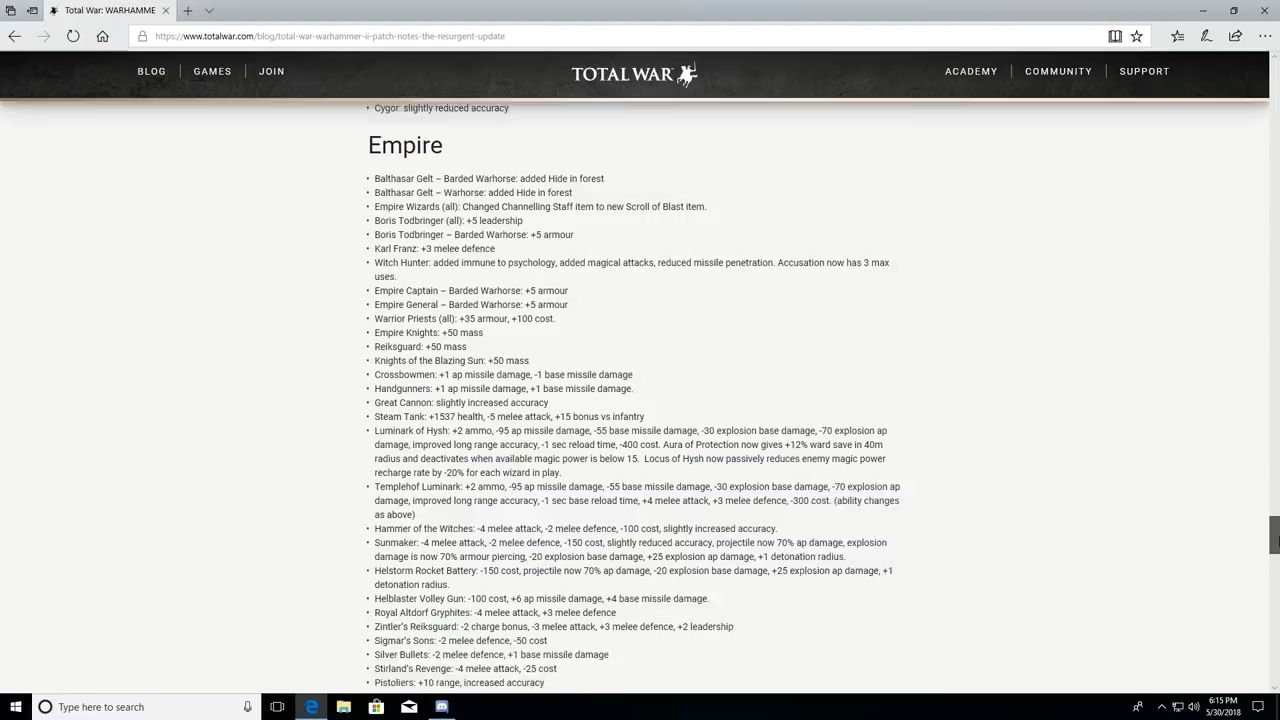 Total War: WARHAMME
https://www.totalwar.com/blog/total-war-warhammer-ii-patch-notes-the-resurgent-update
BLOG GAMES JOIN TOTAL WAR ACADEMY COMMUNITY SUPPORT
• Cygor: slightly reduced accuracy
Empire
• Balthasar Gelt – Barded Warhorse: added Hide in forest
• Balthasar Gelt – Warhorse: added Hide in forest
• Empire Wizards (all): Changed Channelling Staff item to new Scroll of Blast item.
• Boris Todbringer (all): +5 leadership
• Boris Todbringer – Barded Warhorse: +5 armour
• Karl Franz: +3 melee defence
• Witch Hunter: added immune to psychology, added magical attacks, reduced missile penetration. Accusation now has 3 max
uses.
• Empire Captain – Barded Warhorse: +5 armour
• Empire General – Barded Warhorse: +5 armour
• Warrior Priests (all): +35 armour, +100 cost.
• Empire Knights: +50 mass
• Reiksguard: +50 mass
• Knights of the Blazing Sun: +50 mass
• Crossbowmen: +1 ap missile damage, -1 base missile damage
• Handgunners: +1 ap missile damage, +1 base missile damage.
• Great Cannon: slightly increased accuracy
• Steam Tank: +1537 health, -5 melee attack, +15 bonus vs infantry
• Luminark of Hysh: +2 ammo, -95 ap missile damage, -55 base missile damage, -30 explosion base damage, -70 explosion ap
damage, improved long range accuracy, -1 sec reload time, -400 cost. Aura of Protection now gives +12% ward save in 40m
radius and deactivates when available magic power is below 15.  Locus of Hysh now passively reduces enemy magic power
recharge rate by -20% for each wizard in play.
• Templehof Luminark: +2 ammo, -95 ap missile damage, -55 base missile damage, -30 explosion base damage, -70 explosion ap
damage, improved long range accuracy, -1 sec base reload time, +4 melee attack, +3 melee defence, -300 cost. (ability changes
as above)
• Hammer of the Witches: -4 melee attack, -2 melee defence, -100 cost, slightly increased accuracy.
• Sunmaker: -4 melee attack, -2 melee defence, -150 cost, slightly reduced accuracy, projectile now 70% ap damage, explosion
damage is now 70% armour piercing, -20 explosion base damage, +25 explosion ap damage, +1 detonation radius.
• Helstorm Rocket Battery: -150 cost, projectile now 70% ap damage, -20 explosion base damage, +25 explosion ap damage, +1
detonation radius.
• Helblaster Volley Gun: -100 cost, +6 ap missile damage, +4 base missile damage.
• Royal Altdorf Gryphites: -4 melee attack, +3 melee defence
• Zintler's Reiksguard: -2 charge bonus, -3 melee attack, +3 melee defence, +2 leadership
• Sigmar's Sons: -2 melee defence, -50 cost
• Silver Bullets: -2 melee defence, +1 base missile damage
• Stirland's Revenge: -4 melee attack, -25 cost
• Pistoliers: +10 range, increased accuracy
Type here to search
6:15 PM
5/30/2018